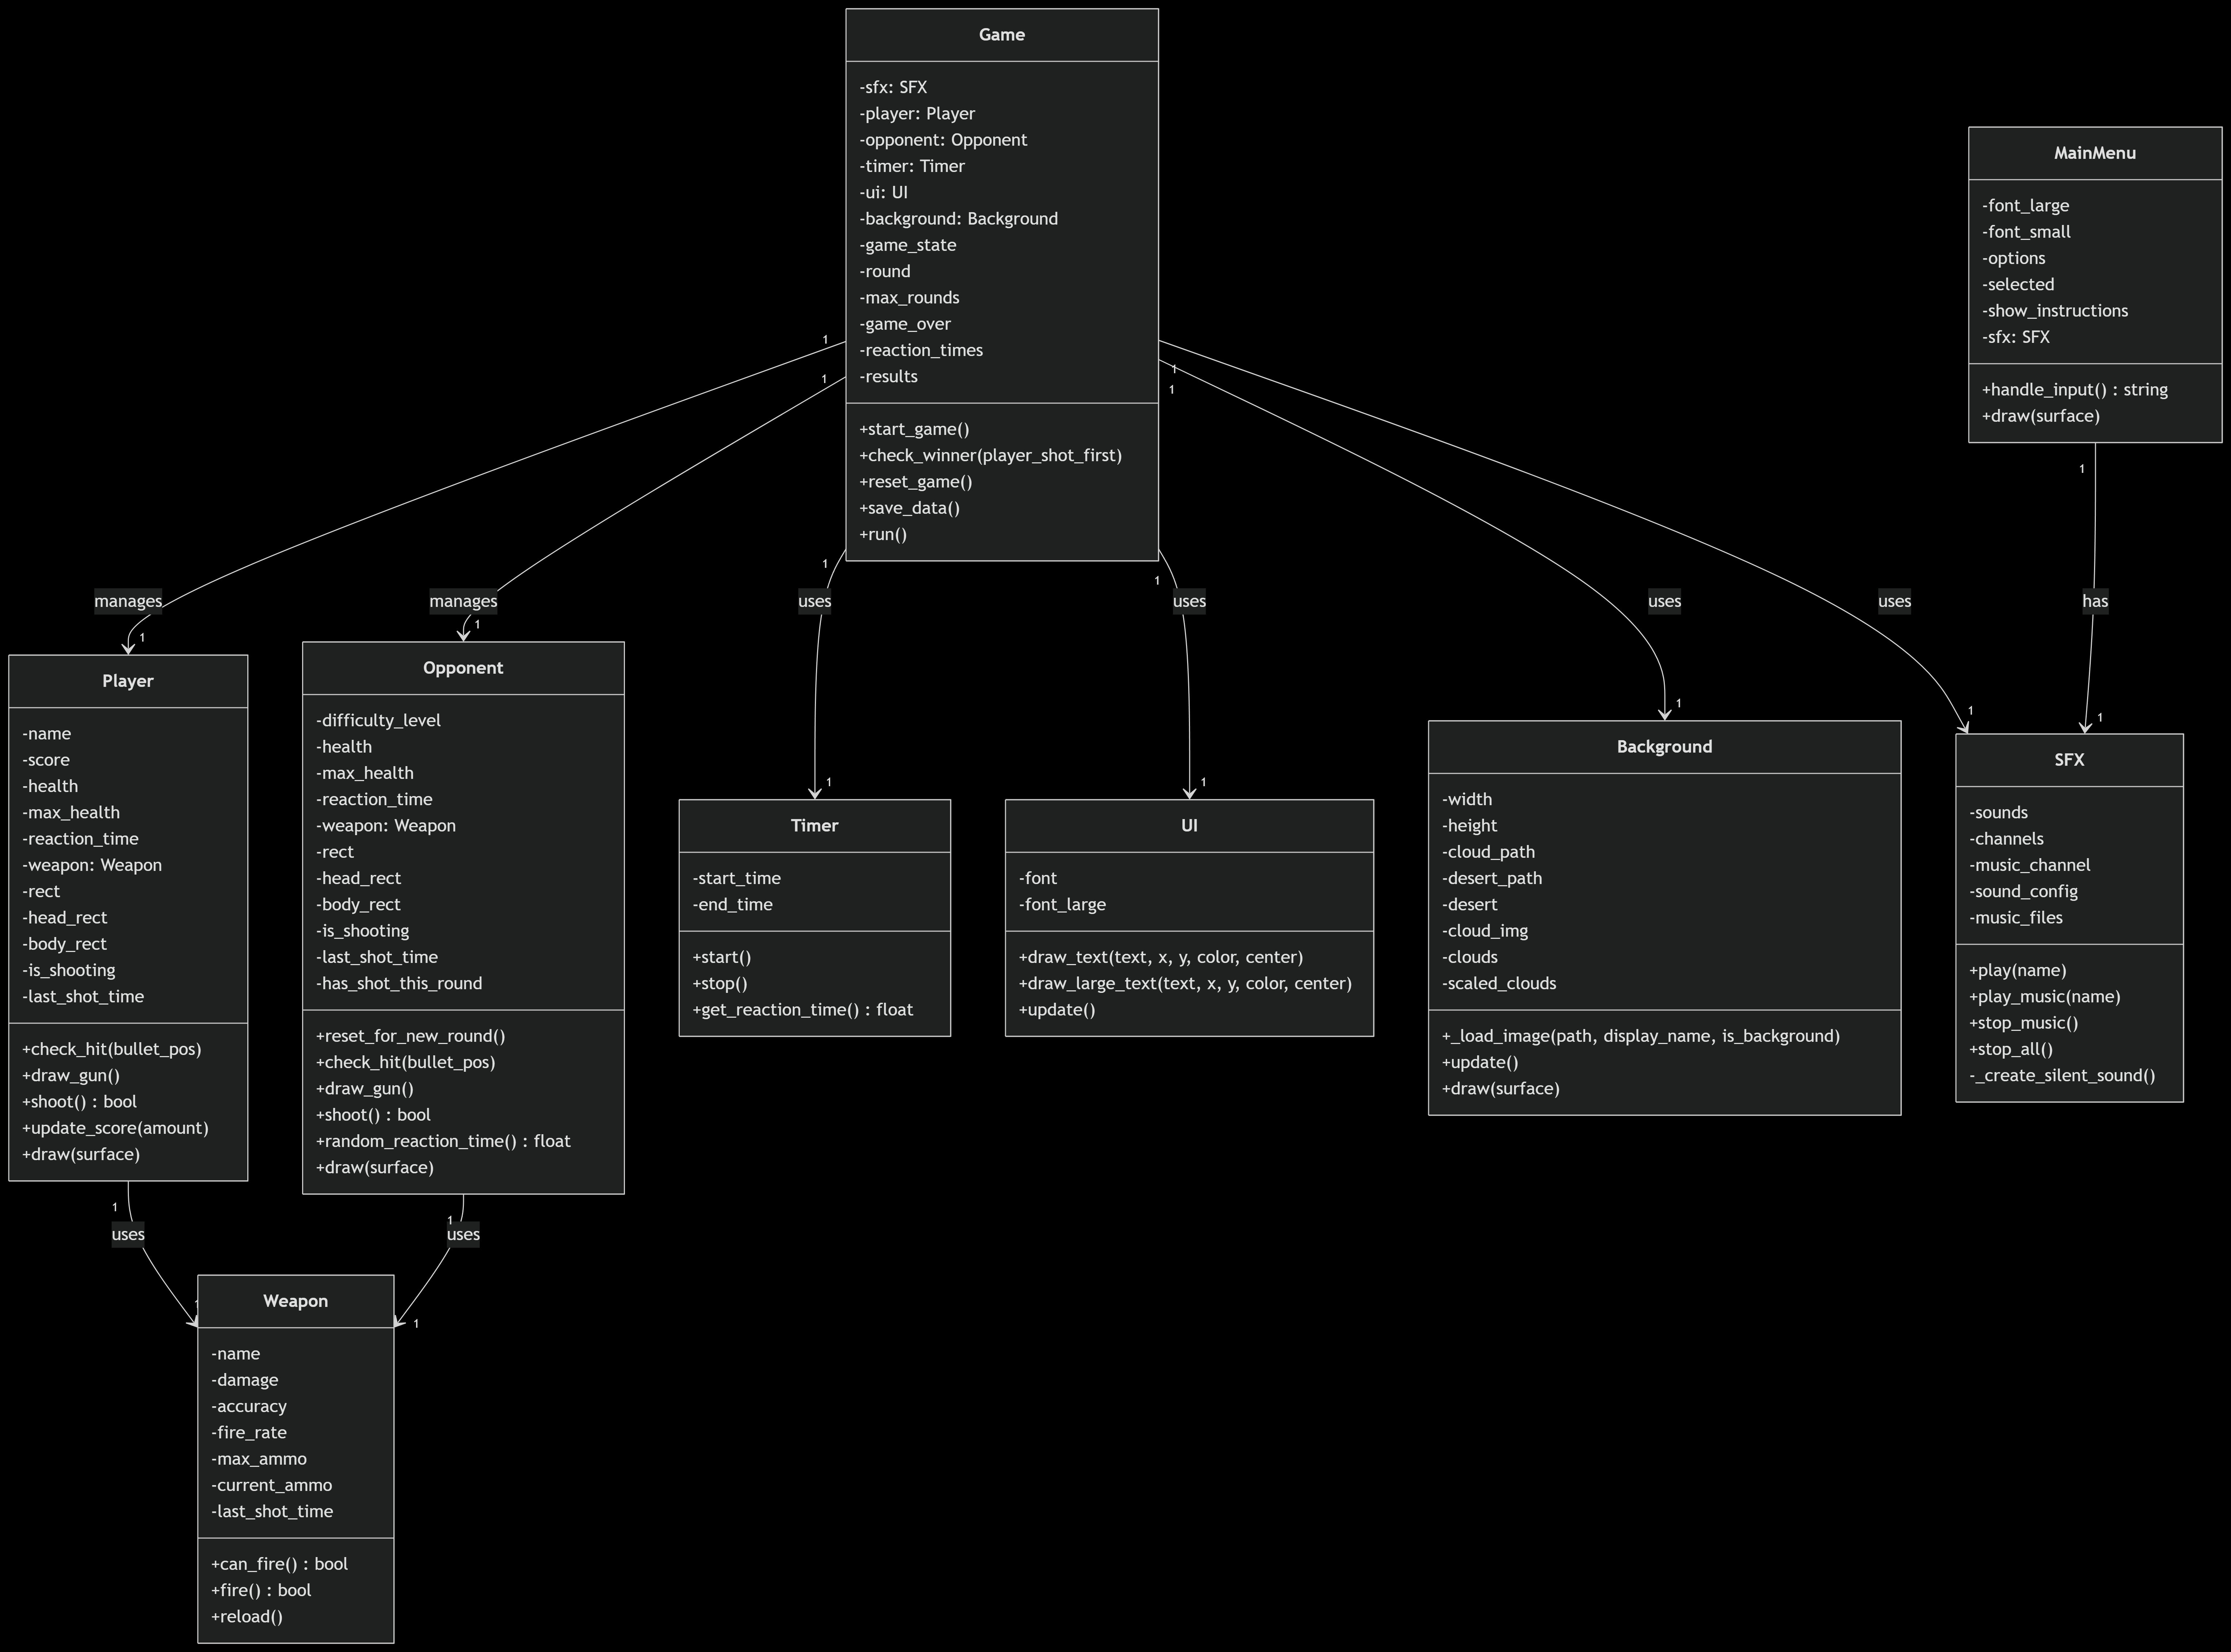 Game
-sfx: SFX
-player: Player
-opponent: Opponent
-timer: Timer
-ui: UI
-background: Background
-game_state
-round
-max_rounds
-game_over
-reaction_times
-results
+start_game()
+check_winner(player_shot_first)
+reset_game()
+save_data()
+run()
MainMenu
-font_large
-font_small
-options
-selected
-show_instructions
-sfx: SFX
+handle_input() : string
+draw(surface)
1
1
1
1
1
1
1
manages
manages
uses
uses
uses
uses
has
1
1
1
1
1
1
1
Player
-name
-score
-health
-max_health
-reaction_time
-weapon: Weapon
-rect
-head_rect
-body_rect
-is_shooting
-last_shot_time
+check_hit(bullet_pos)
+draw_gun()
+shoot() : bool
+update_score(amount)
+draw(surface)
Opponent
-difficulty_level
-health
-max_health
-reaction_time
-weapon: Weapon
-rect
-head_rect
-body_rect
-is_shooting
-last_shot_time
-has_shot_this_round
+reset_for_new_round()
+check_hit(bullet_pos)
+draw_gun()
+shoot() : bool
+random_reaction_time() : float
+draw(surface)
Timer
-start_time
-end_time
+start()
+stop()
+get_reaction_time() : float
UI
-font
-font_large
+draw_text(text, x, y, color, center)
+draw_large_text(text, x, y, color, center)
+update()
Background
-width
-height
-cloud_path
-desert_path
-desert
-cloud_img
-clouds
-scaled_clouds
+_load_image(path, display_name, is_background)
+update()
+draw(surface)
SFX
-sounds
-channels
-music_channel
-sound_config
-music_files
+play(name)
+play_music(name)
+stop_music()
+stop_all()
-_create_silent_sound()
1
1
uses
uses
1
1
Weapon
-name
-damage
-accuracy
-fire_rate
-max_ammo
-current_ammo
-last_shot_time
+can_fire() : bool
+fire() : bool
+reload()